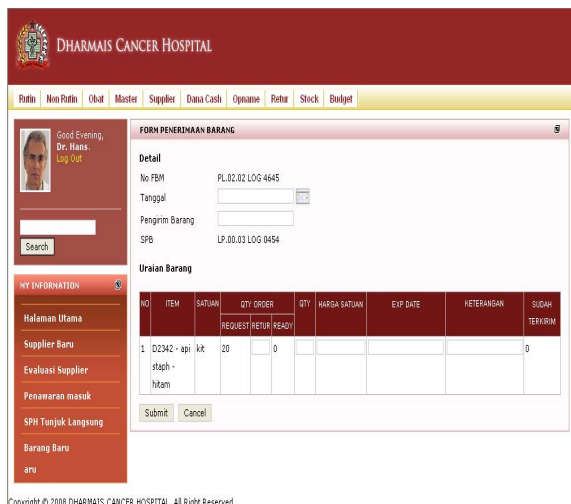 DHARMAIS CANCER HOSPITAL
Rutin Non Rutin Obat Master Supplier Dana Cash Opname Retur Stock Budget
Good Evening,
Dr. Hans.
Log Out
Search
MY INFORMATION
Halaman Utama
Supplier Baru
Evaluasi Supplier
Penawaran masuk
SPH Tunjuk Langsung
Barang Baru
aru
FORM PENERIMAAN BARANG
Detail
No FBM PL.02.02 LOG 4645
Tanggal
Pengirim Barang
SPB LP.00.03 LOG 0454
Uraian Barang
NO ITEM SATUAN QTY ORDER QTY HARGA SATUAN EXP DATE KETERANGAN SUDAH TERKIRIM
REQUEST RETUR READY
1 D2342 - api staph - hitam kit 20 0 0
Submit Cancel
Copyright © 2008 DHARMAIS CANCER HOSPITAL. All Right Reserved